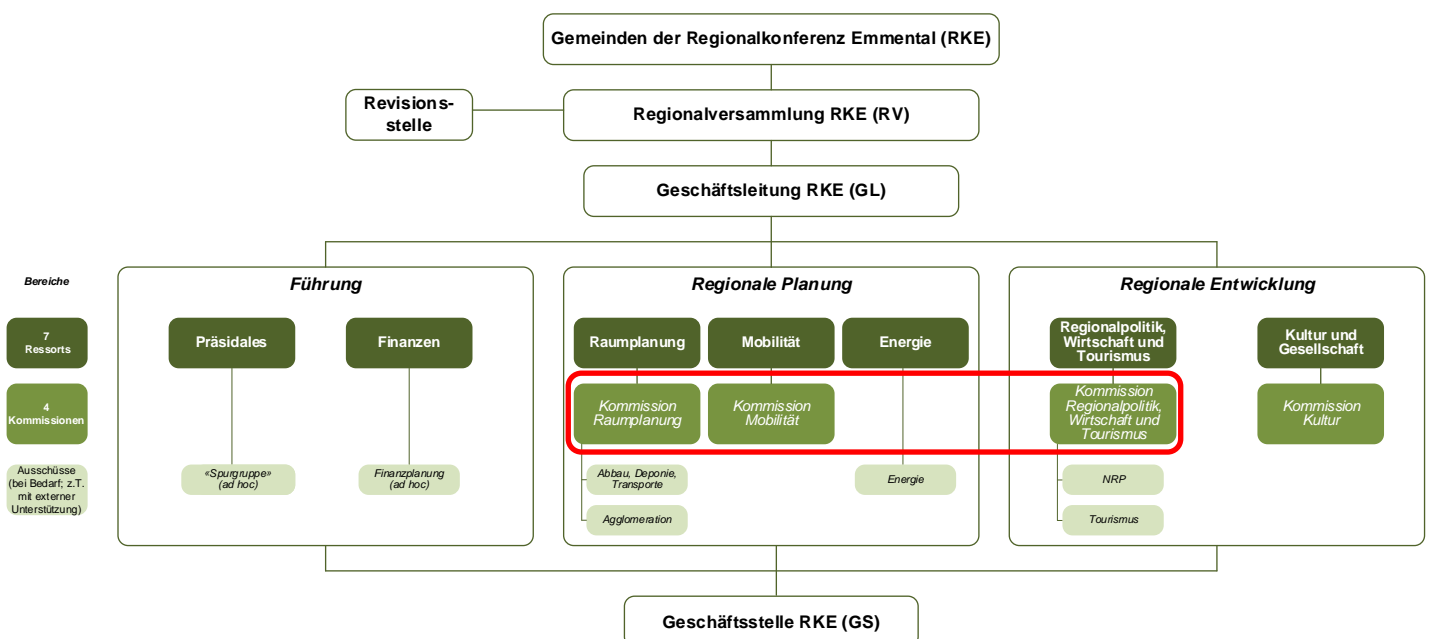 Gemeinden der Regionalkonferenz Emmental (RKE)
Revisions-
stelle
Regionalversammlung RKE (RV)
Geschäftsleitung RKE (GL)
Bereiche
Führung
Regionale Planung
Regionale Entwicklung
7
Ressorts
Präsidales
Finanzen
Raumplanung
Mobilität
Energie
Regionalpolitik,
Wirtschaft und
Tourismus
Kultur und
Gesellschaft
4
Kommissionen
Kommission
Raumplanung
Kommission
Mobilität
Kommission
Regionalpolitik,
Wirtschaft und
Tourismus
Kommission
Kultur
Ausschüsse
(bei Bedarf; z.T.
mit externer
Unterstützung)
«Spurgruppe»
(ad hoc)
Finanzplanung
(ad hoc)
Abbau, Deponie,
Transporte
Energie
NRP
Agglomeration
Tourismus
Geschäftsstelle RKE (GS)